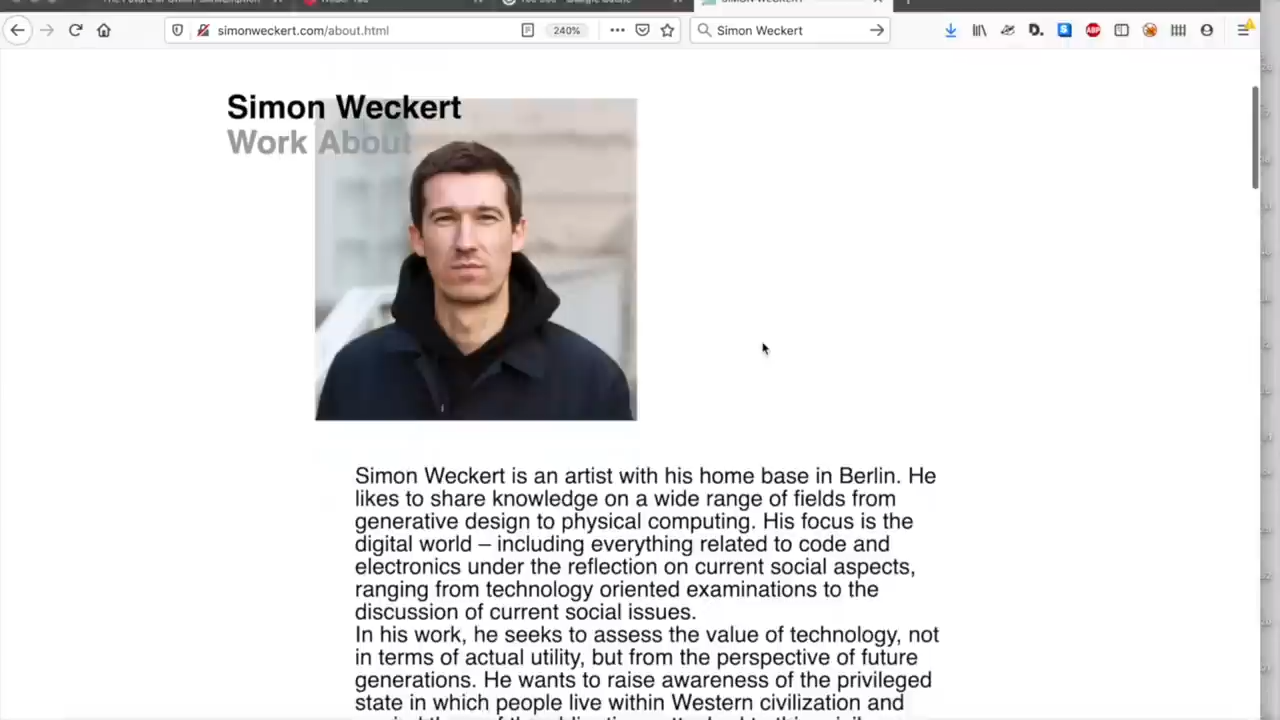 simonweckert.com/about.html
240%
Simon Weckert
Simon Weckert
Work About
Simon Weckert is an artist with his home base in Berlin. He
likes to share knowledge on a wide range of fields from
generative design to physical computing. His focus is the
digital world – including everything related to code and
electronics under the reflection on current social aspects,
ranging from technology oriented examinations to the
discussion of current social issues.
In his work, he seeks to assess the value of technology, not
in terms of actual utility, but from the perspective of future
generations. He wants to raise awareness of the privileged
state in which people live within Western civilization and